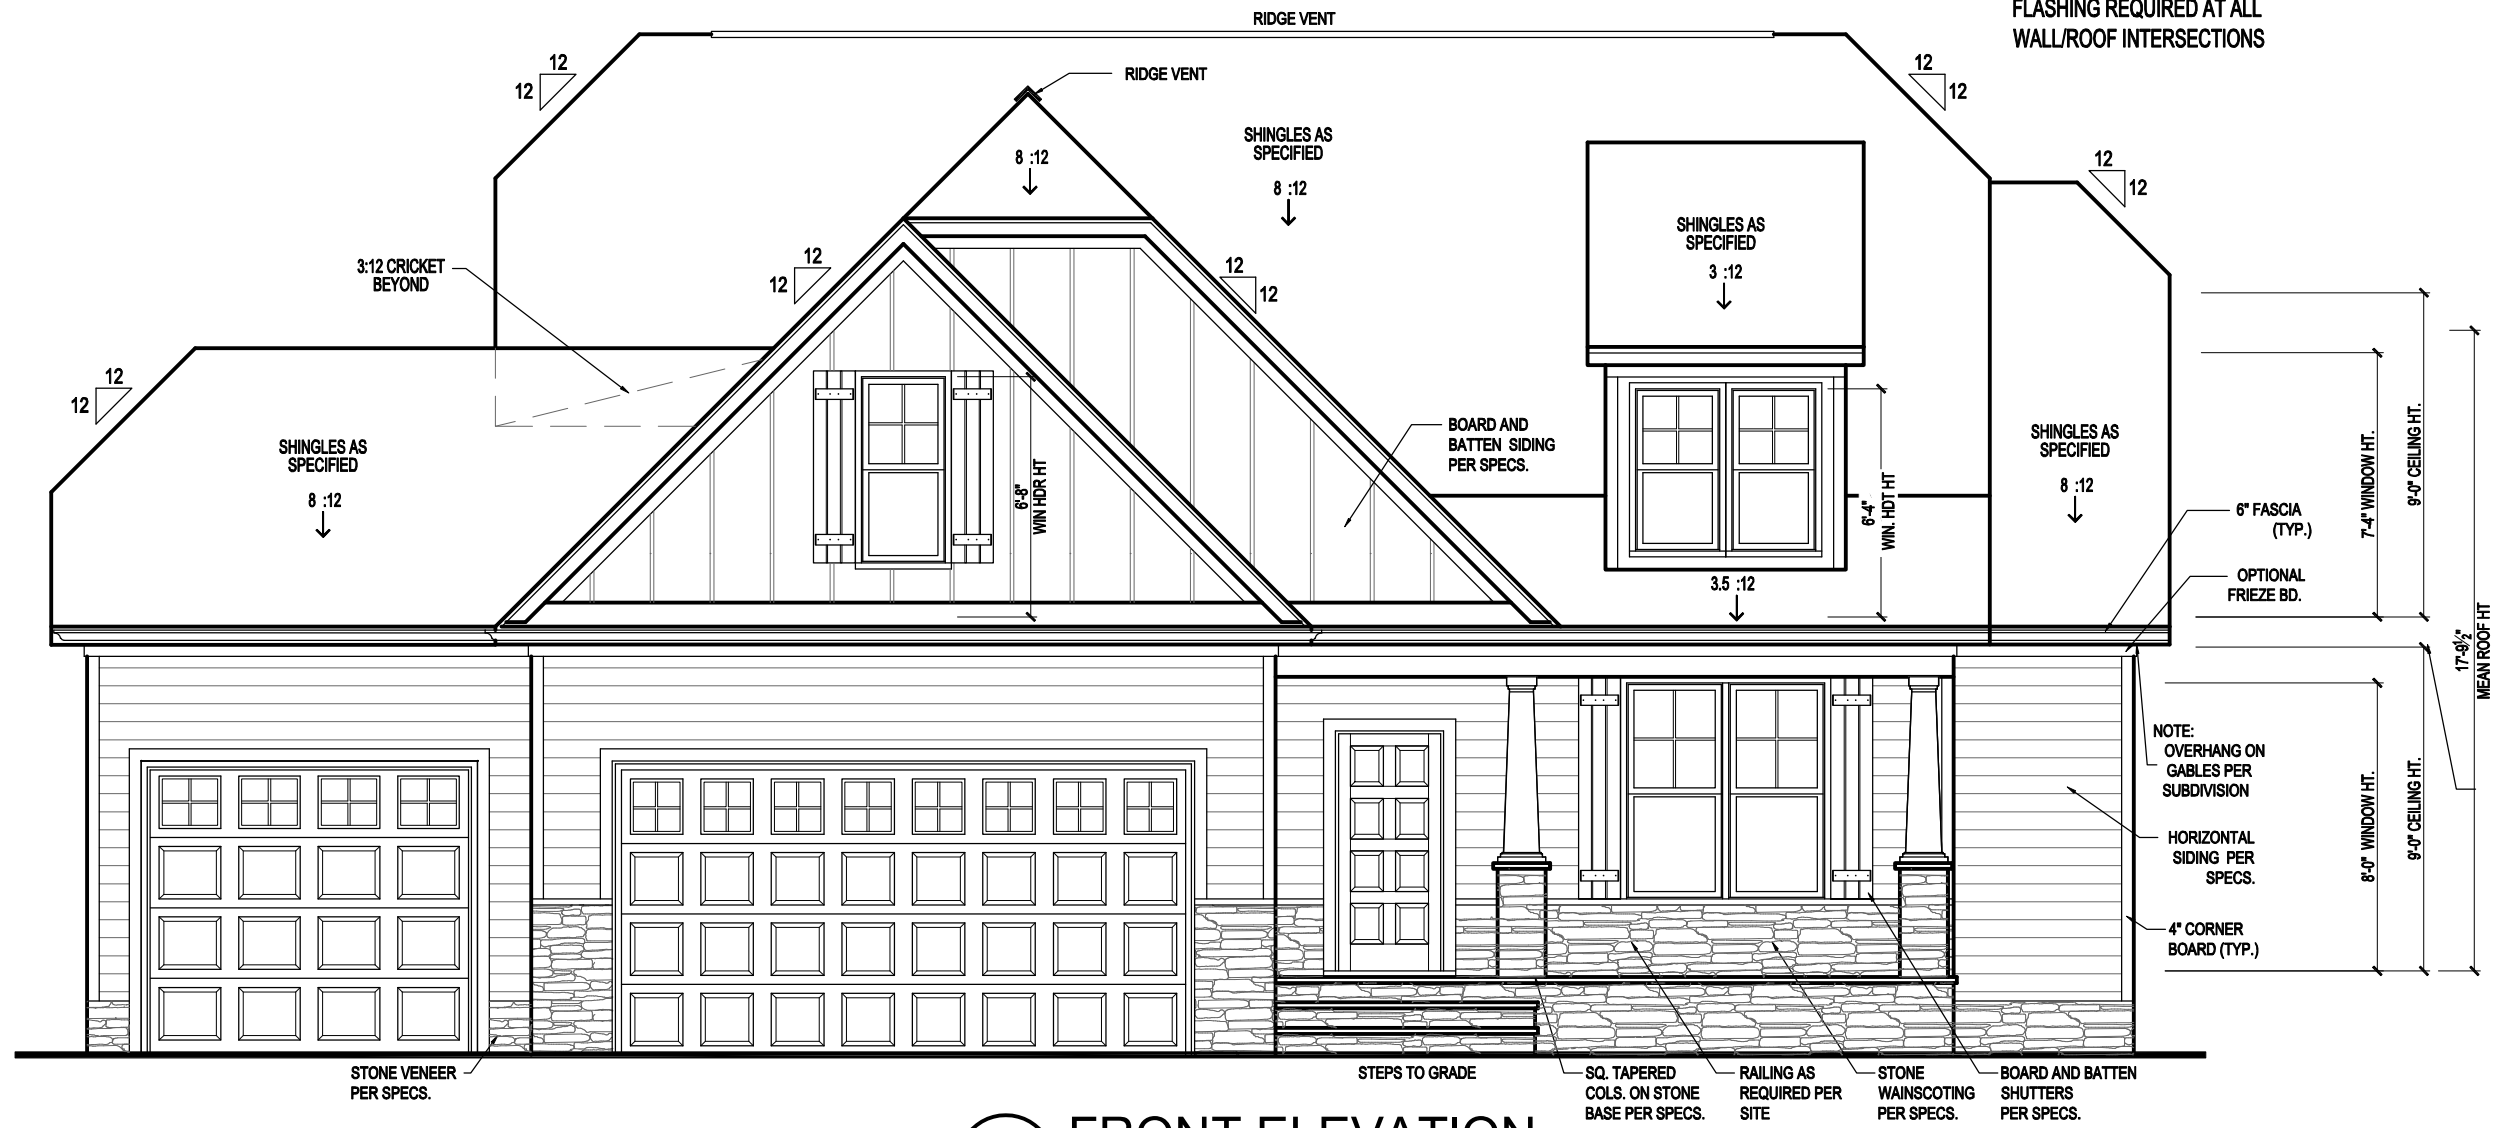 RIDGE VENT
FLASHING REQUIRED AT ALL
WALL/ROOF INTERSECTIONS
12
12
12
12
RIDGE VENT
SHINGLES AS
SPECIFIED
8 :12
8 :12
12
12
SHINGLES AS
SPECIFIED
3 :12
3:12 CRICKET
BEYOND
12
12
12
12
12
12
SHINGLES AS
SPECIFIED
8 :12
BOARD AND
BATTEN SIDING
PER SPECS.
SHINGLES AS
SPECIFIED
8 :12
6'-8"
WIN HDR HT
6'-4"
WIN. HDT HT
3.5 :12
7'-4" WINDOW HT.
9'-0" CEILING HT.
6" FASCIA
(TYP.)
OPTIONAL
FRIEZE BD.
17'-9½"
MEAN ROOF HT
NOTE:
OVERHANG ON
GABLES PER
SUBDIVISION
8'-0" WINDOW HT.
9'-0" CEILING HT.
HORIZONTAL
SIDING PER
SPECS.
4" CORNER
BOARD (TYP.)
STONE VENEER
PER SPECS.
STEPS TO GRADE
SQ. TAPERED
COLS. ON STONE
BASE PER SPECS.
RAILING AS
REQUIRED PER
SITE
STONE
WAINSCOTING
PER SPECS.
BOARD AND BATTEN
SHUTTERS
PER SPECS.
FRONT ELEVATION